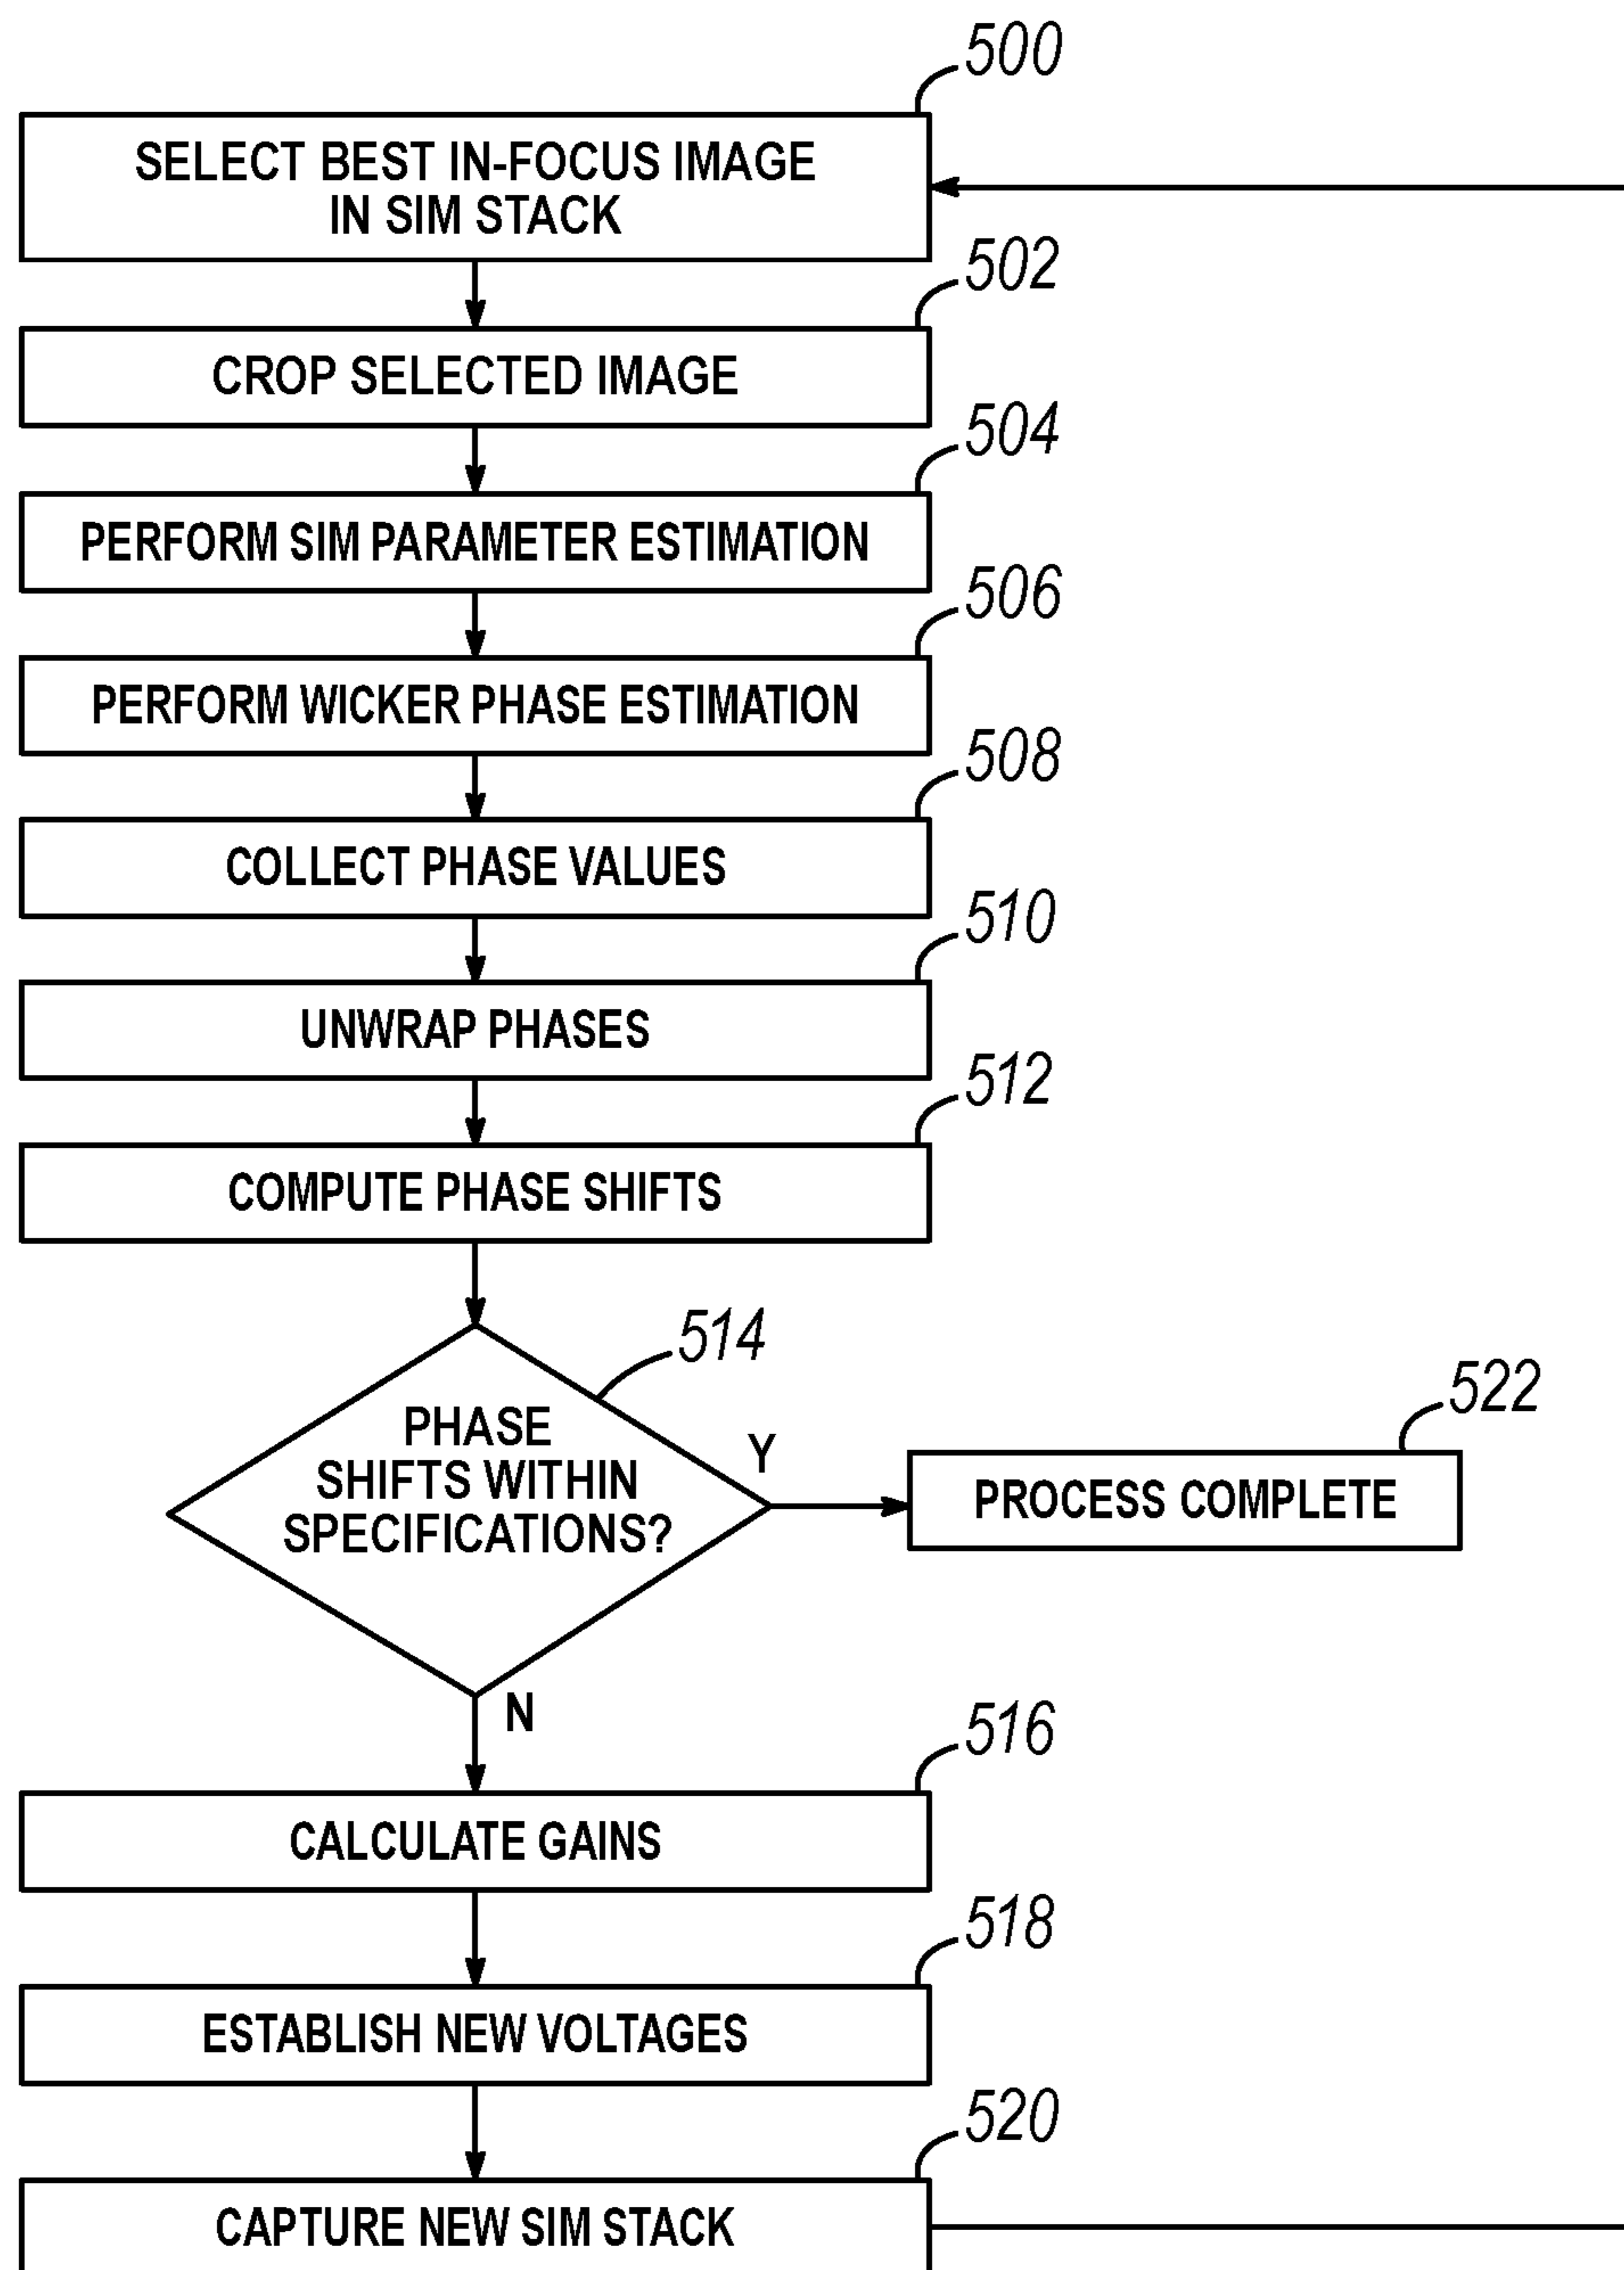 500
SELECT BEST IN-FOCUS IMAGE
IN SIM STACK
502
CROP SELECTED IMAGE
504
PERFORM SIM PARAMETER ESTIMATION
506
PERFORM WICKER PHASE ESTIMATION
508
COLLECT PHASE VALUES
510
UNWRAP PHASES
512
COMPUTE PHASE SHIFTS
514
PHASE
SHIFTS WITHIN
SPECIFICATIONS?
Y
522
PROCESS COMPLETE
N
516
CALCULATE GAINS
518
ESTABLISH NEW VOLTAGES
520
CAPTURE NEW SIM STACK